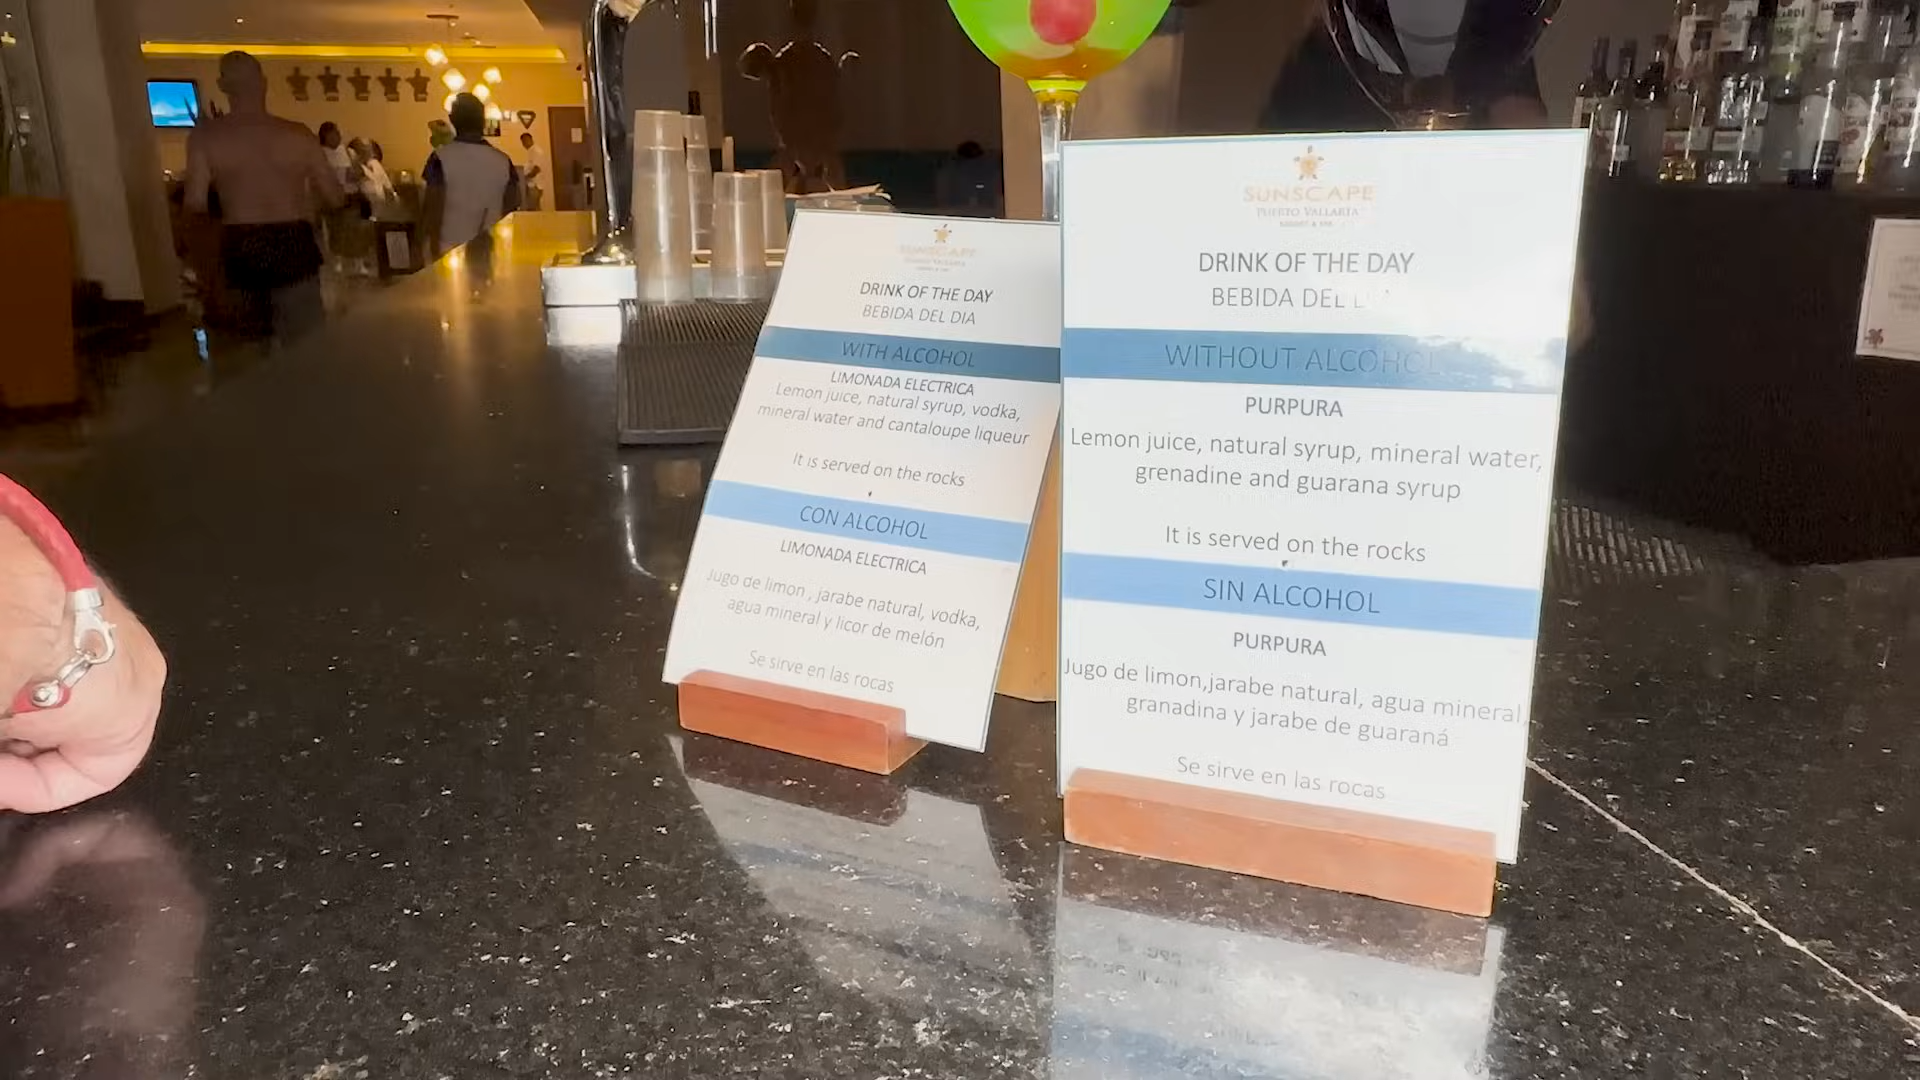 SUNSCAPE
DRINK OF THE DAY
BEBIDA DEL DIA
WITH ALCOHOL
LIMONADA ELECTRICA
Lemon juice, natural syrup, vodka,
mineral water and cantaloupe liqueur
It is served on the rocks
CON ALCOHOL
LIMONADA ELECTRICA
Jugo de limon , jarabe natural, vodka,
agua mineral y licor de melón
Se sirve en las rocas
SUNSCAPE
PUERTO VALLARTA
RESORT & SPA
DRINK OF THE DAY
BEBIDA DEL DIA
WITHOUT ALCOHOL
PURPURA
Lemon juice, natural syrup, mineral water,
grenadine and guarana syrup
It is served on the rocks
SIN ALCOHOL
PURPURA
Jugo de limon,jarabe natural, agua mineral,
granadina y jarabe de guaraná
Se sirve en las rocas